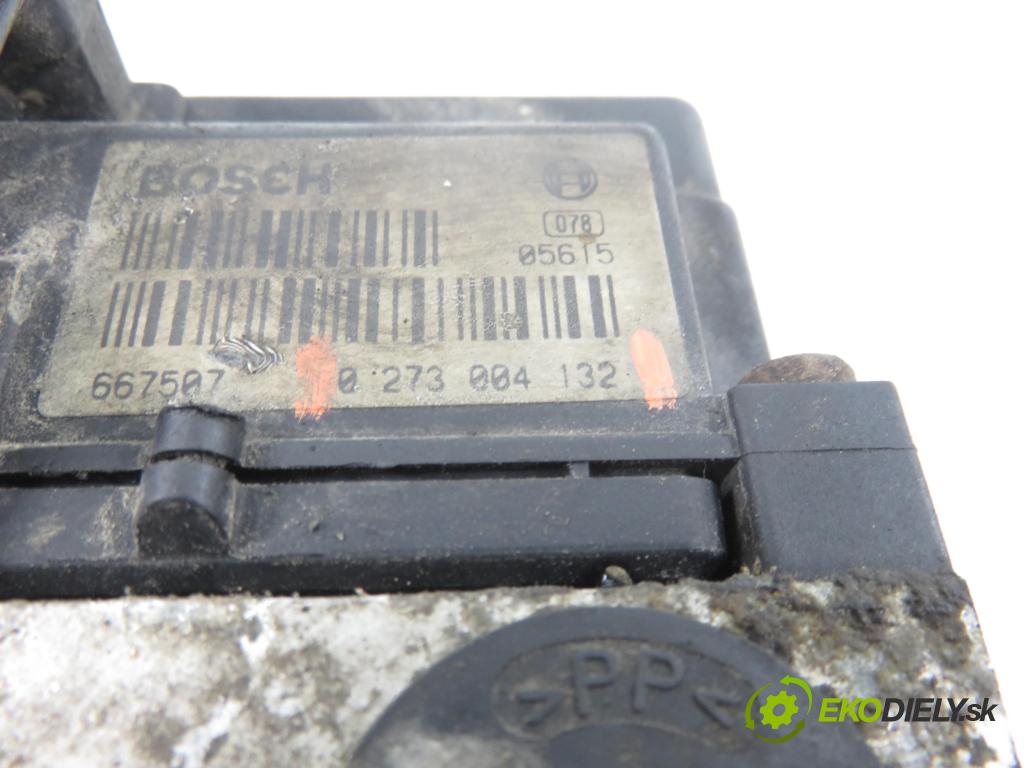 BOSCH
078
05615
667507 0 273 004 132
>PP<
EKODIELY.sk